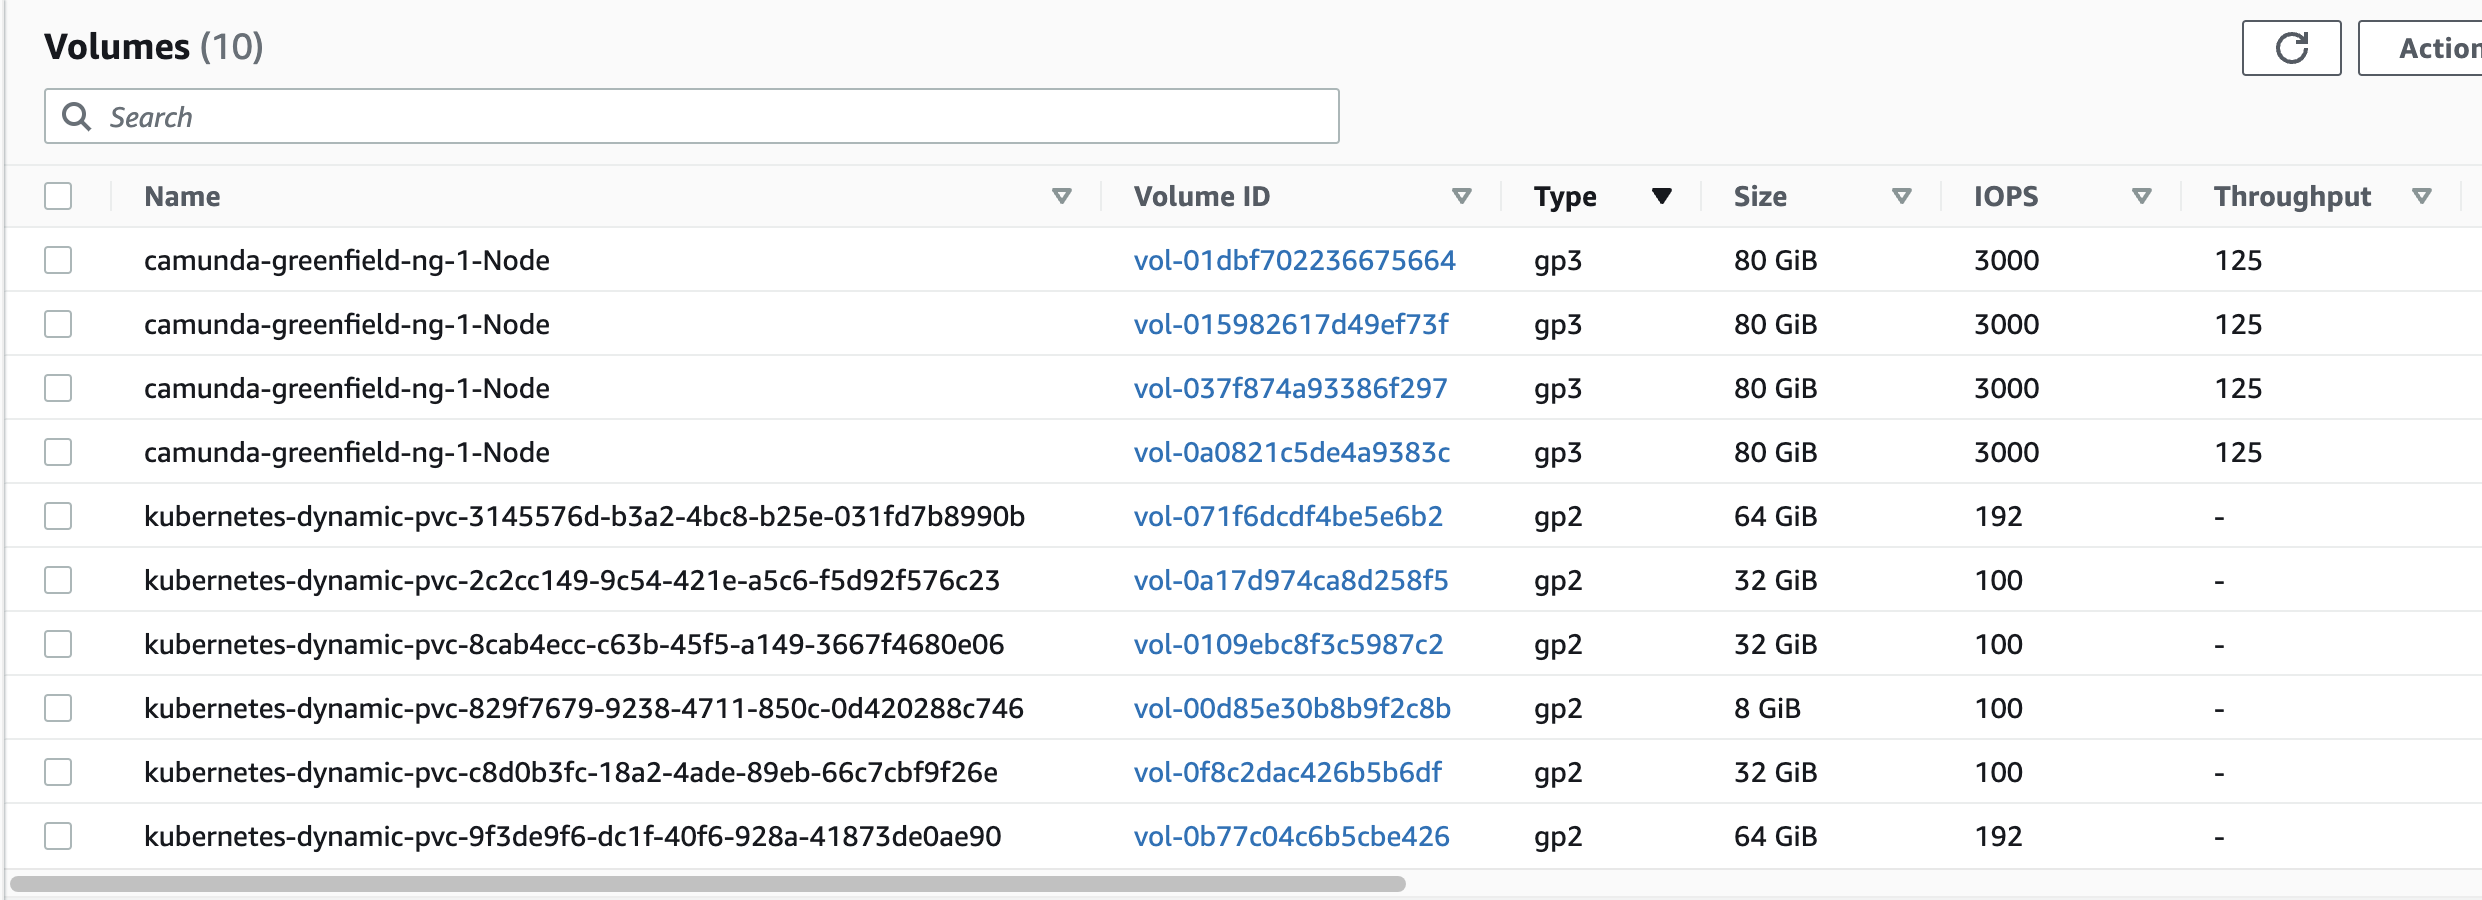 Volumes (10)
Action
Search
Name Volume ID Type Size IOPS Throughput
camunda-greenfield-ng-1-Node vol-01dbf702236675664 gp3 80 GiB 3000 125
camunda-greenfield-ng-1-Node vol-015982617d49ef73f gp3 80 GiB 3000 125
camunda-greenfield-ng-1-Node vol-037f874a93386f297 gp3 80 GiB 3000 125
camunda-greenfield-ng-1-Node vol-0a0821c5de4a9383c gp3 80 GiB 3000 125
kubernetes-dynamic-pvc-3145576d-b3a2-4bc8-b25e-031fd7b8990b vol-071f6dcdf4be5e6b2 gp2 64 GiB 192 -
kubernetes-dynamic-pvc-2c2cc149-9c54-421e-a5c6-f5d92f576c23 vol-0a17d974ca8d258f5 gp2 32 GiB 100 -
kubernetes-dynamic-pvc-8cab4ecc-c63b-45f5-a149-3667f4680e06 vol-0109ebc8f3c5987c2 gp2 32 GiB 100 -
kubernetes-dynamic-pvc-829f7679-9238-4711-850c-0d420288c746 vol-00d85e30b8b9f2c8b gp2 8 GiB 100 -
kubernetes-dynamic-pvc-c8d0b3fc-18a2-4ade-89eb-66c7cbf9f26e vol-0f8c2dac426b5b6df gp2 32 GiB 100 -
kubernetes-dynamic-pvc-9f3de9f6-dc1f-40f6-928a-41873de0ae90 vol-0b77c04c6b5cbe426 gp2 64 GiB 192 -